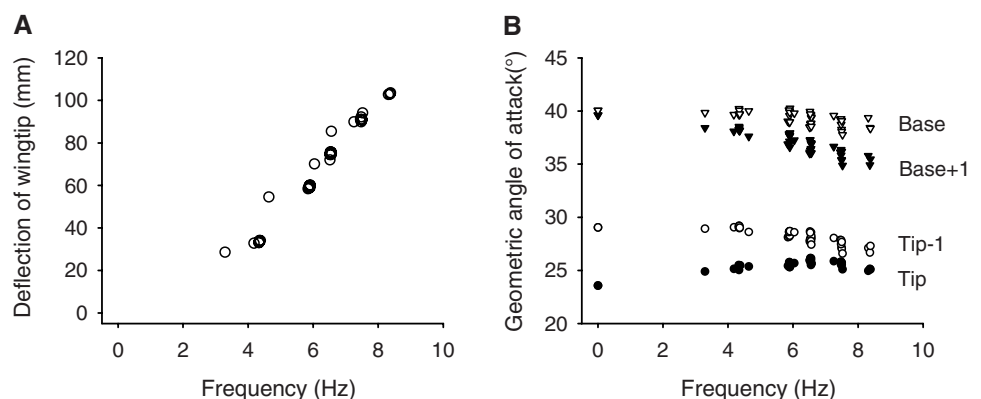 A
Deflection of wingtip (mm)
120
100
80
60
40
20
0
0 2 4 6 8 10
Frequency (Hz)
B
Geometric angle of attack(°)
45
40
35
30
25
20
Base
Base+1
Tip-1
Tip
0 2 4 6 8 10
Frequency (Hz)